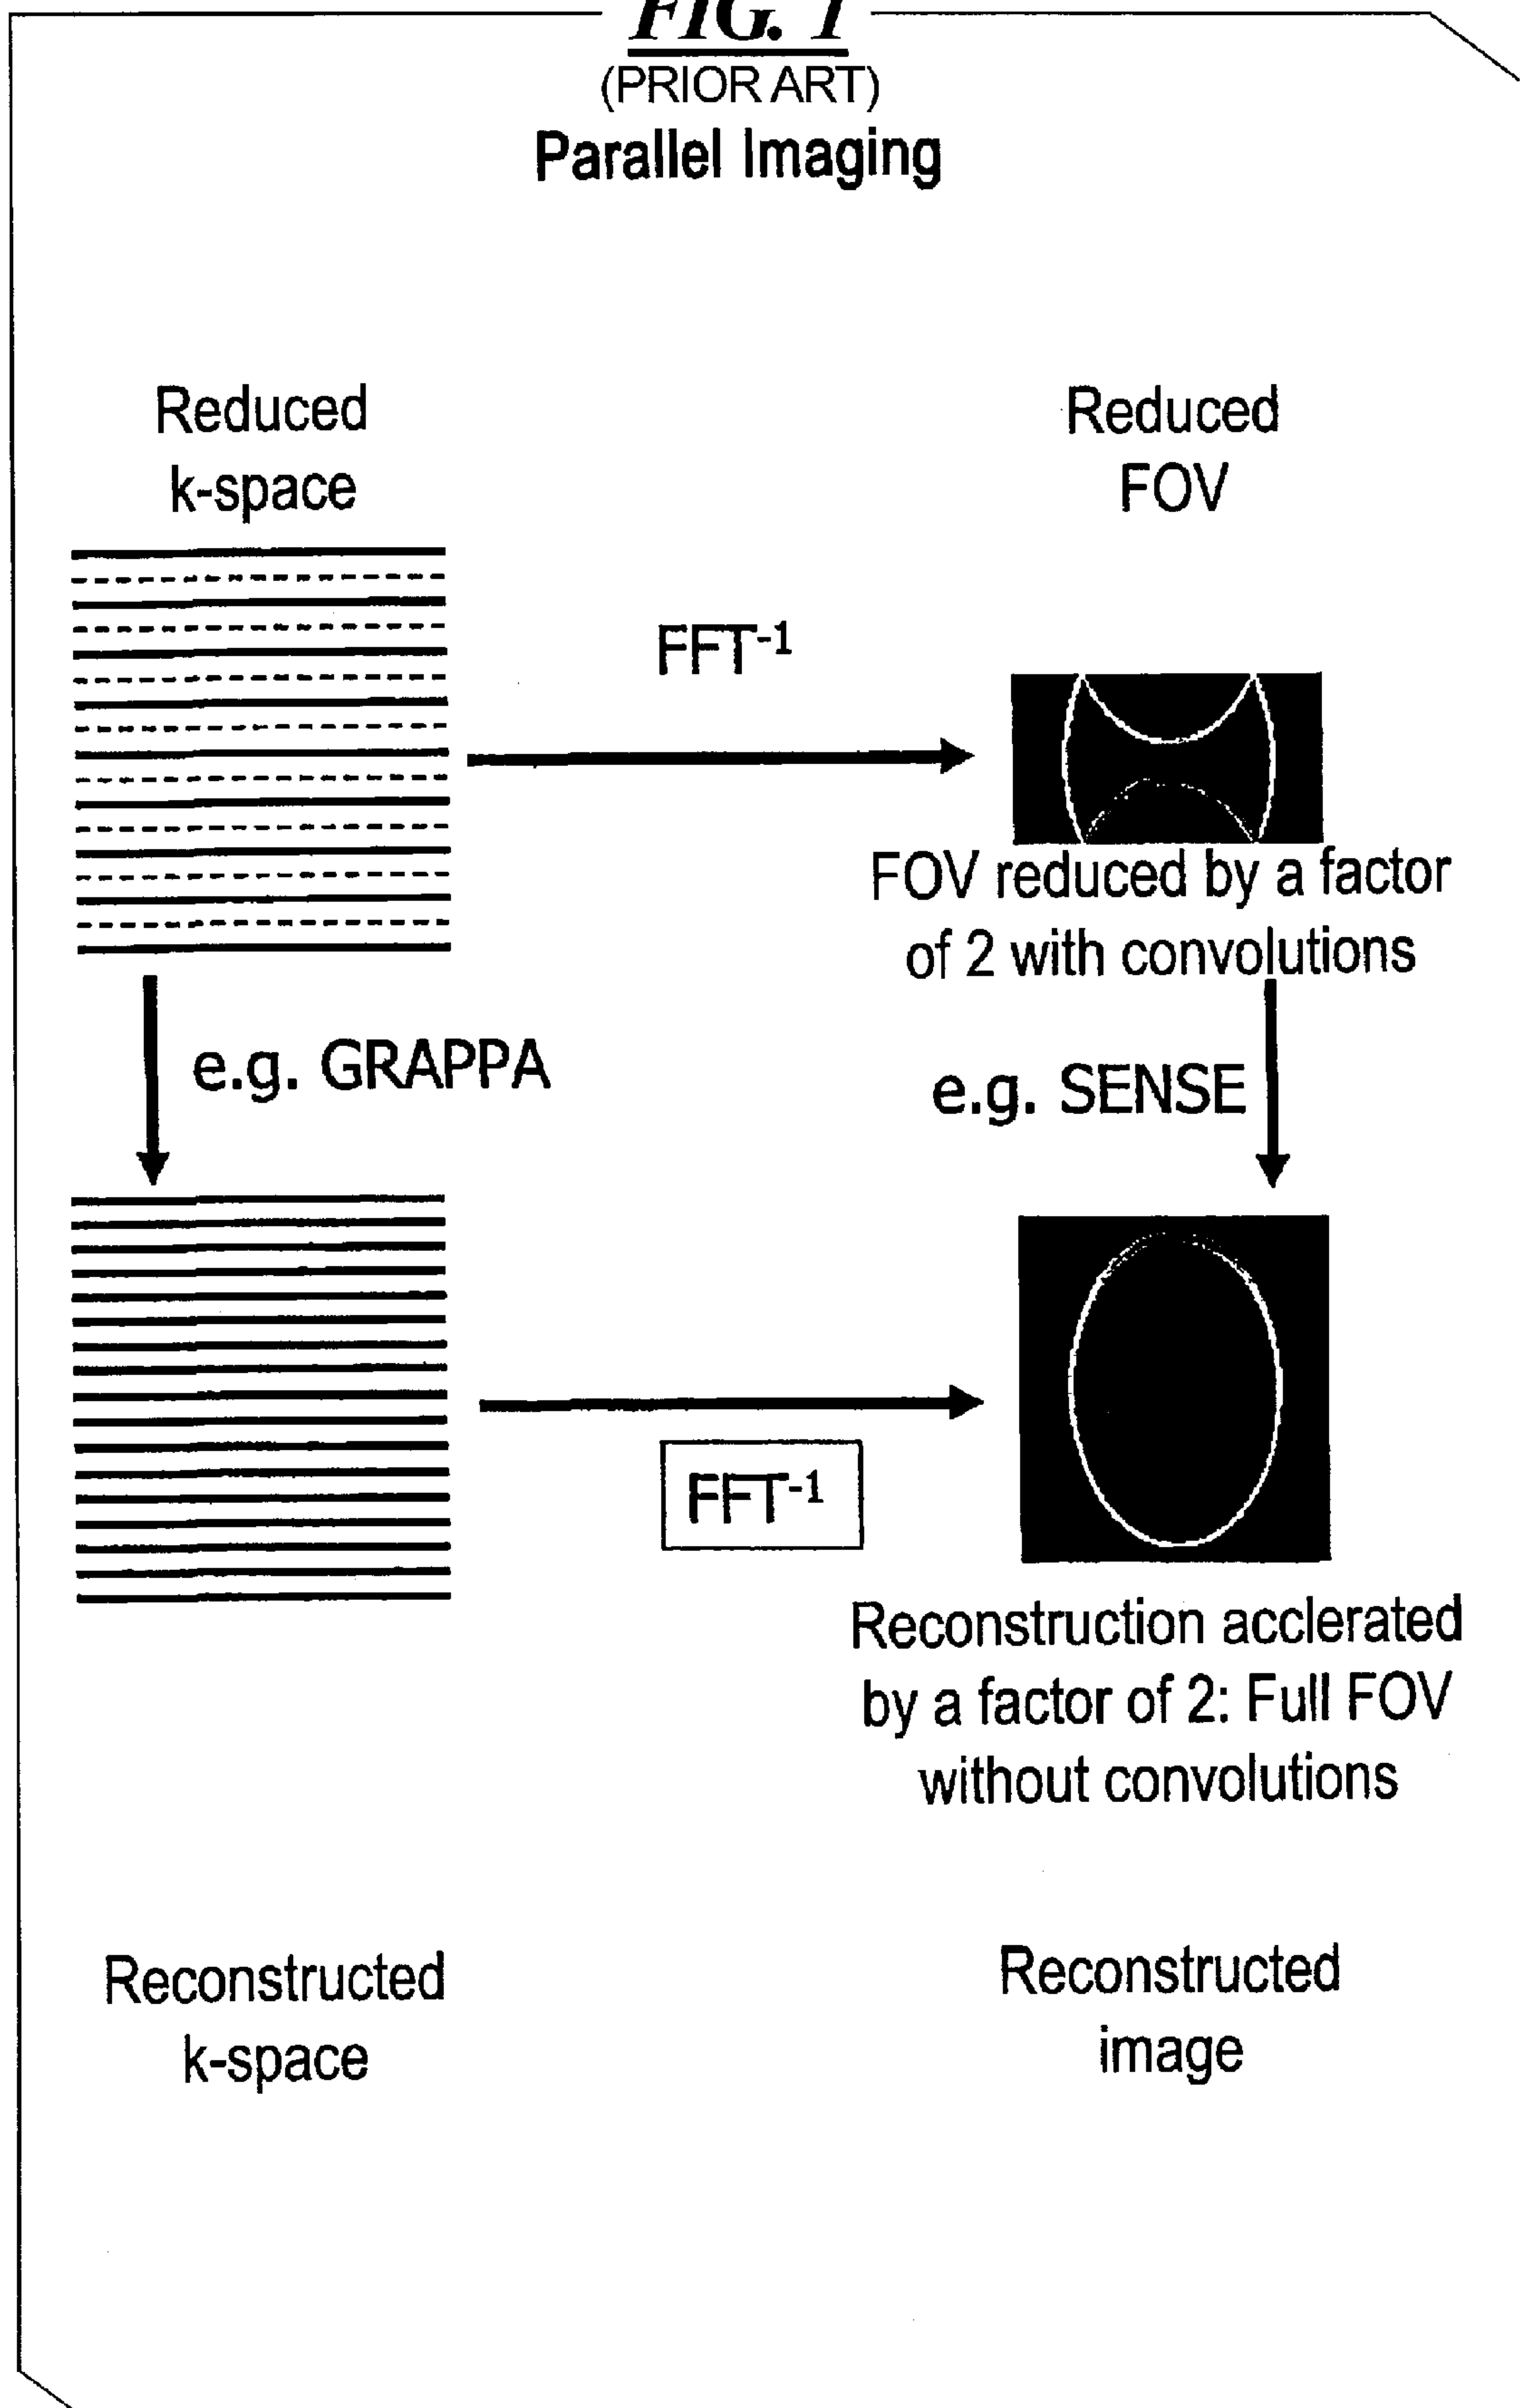 FIG. 1
(PRIOR ART)
Parallel Imaging
Reduced
k-space
Reduced
FOV
FFT-1
FOV reduced by a factor
of 2 with convolutions
e.g. GRAPPA
e.g. SENSE
FFT-1
Reconstruction acclerated
by a factor of 2: Full FOV
without convolutions
Reconstructed
k-space
Reconstructed
image